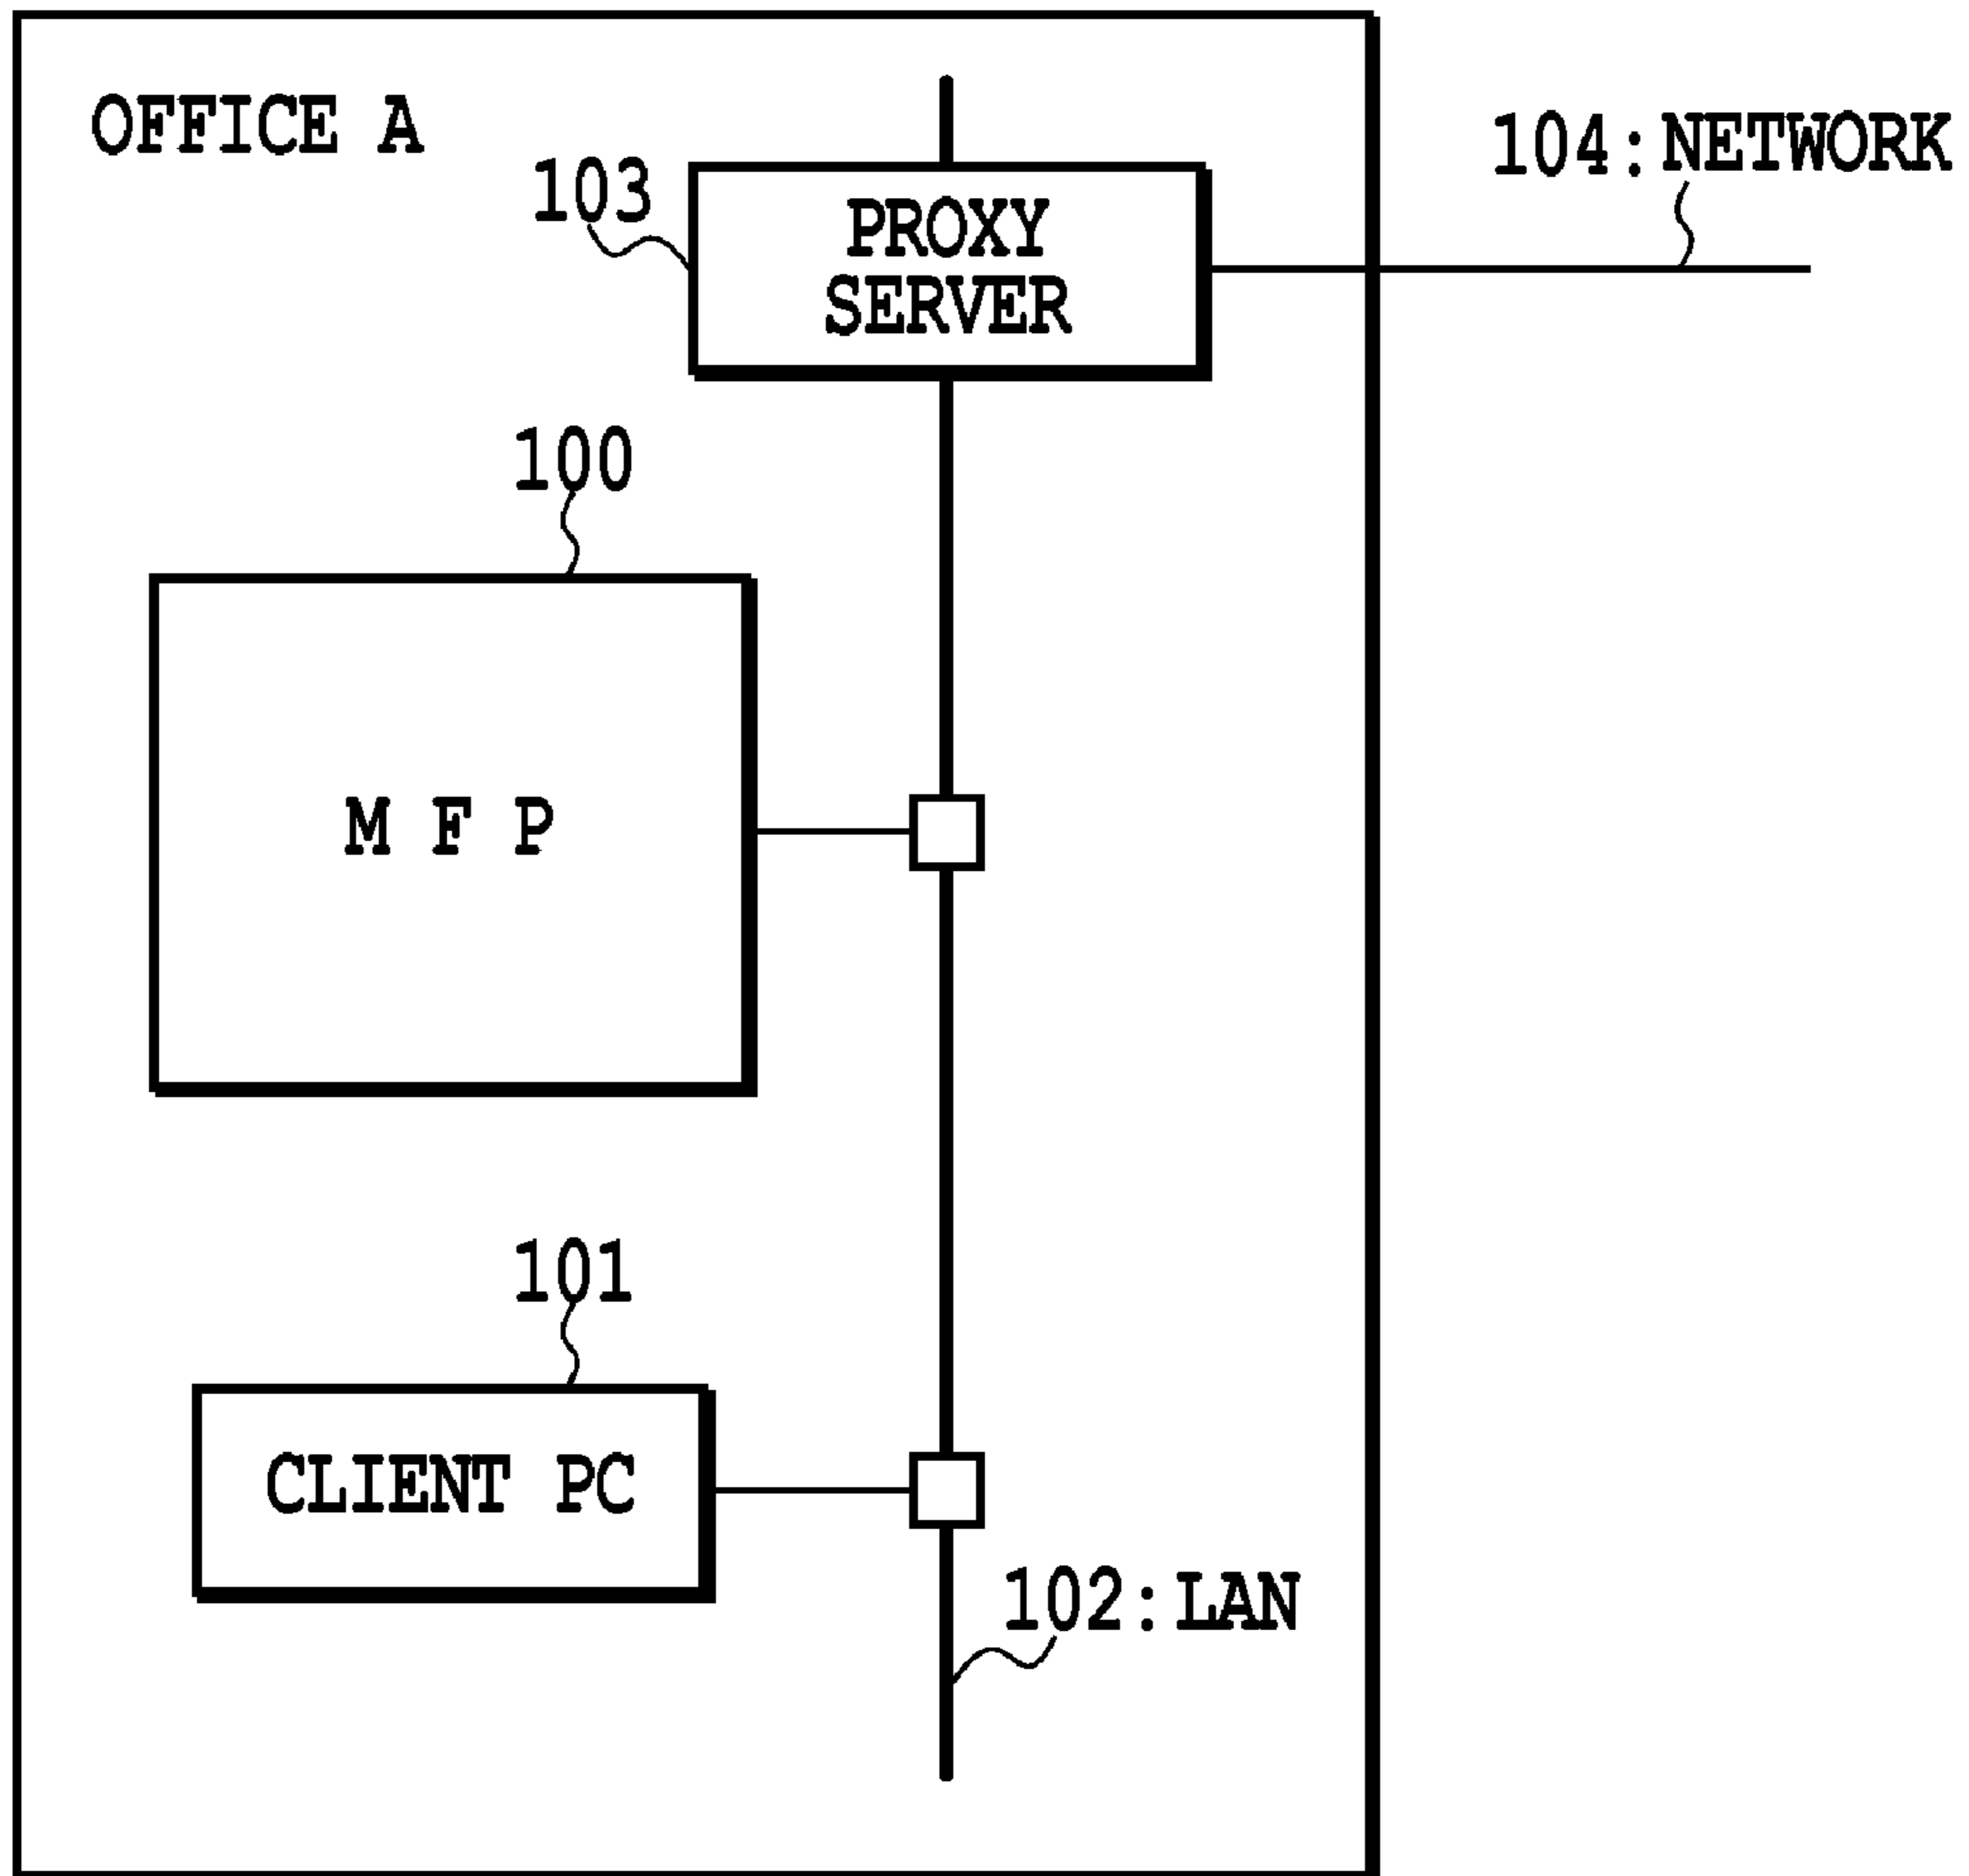 OFFICE A
104:NETWORK
103
PROXY
SERVER
100
M F P
101
CLIENT PC
102:LAN